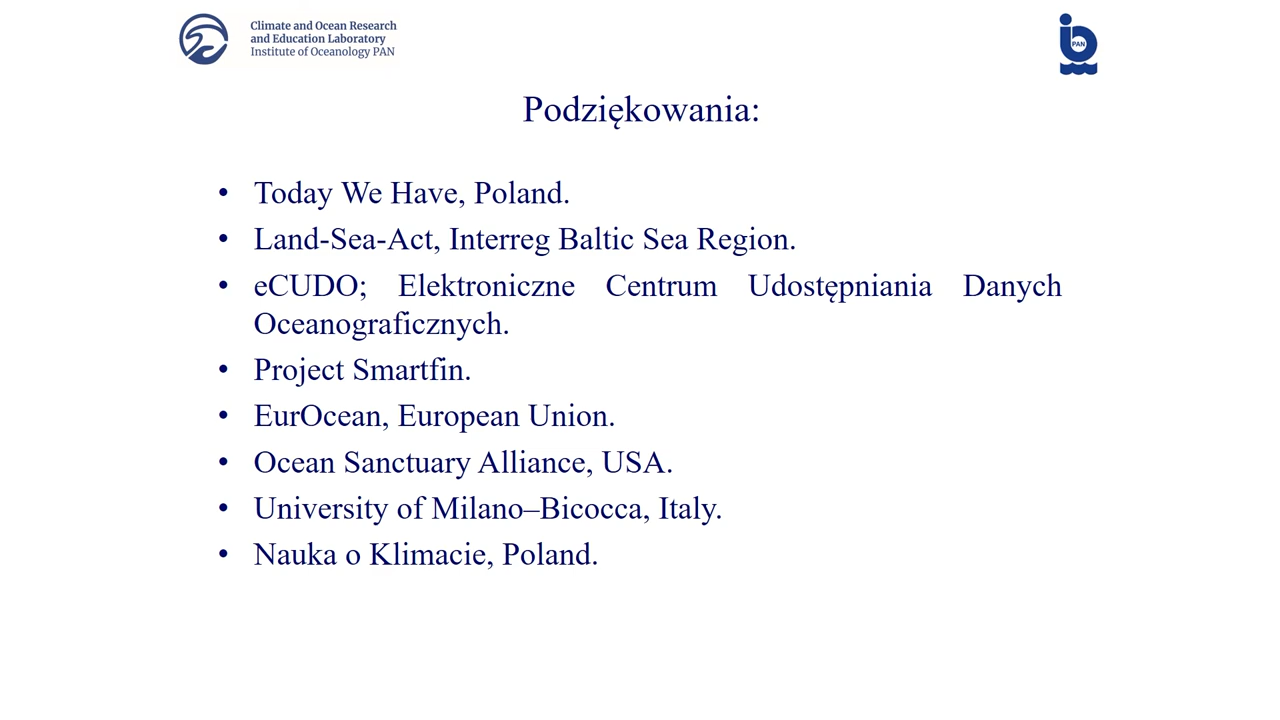 Climate and Ocean Research
and Education Laboratory
Institute of Oceanology PAN
PAN
Podziękowania:
• Today We Have, Poland.
• Land-Sea-Act, Interreg Baltic Sea Region.
• eCUDO; Elektroniczne Centrum Udostępniania Danych
Oceanograficznych.
• Project Smartfin.
• EurOcean, European Union.
• Ocean Sanctuary Alliance, USA.
• University of Milano–Bicocca, Italy.
• Nauka o Klimacie, Poland.